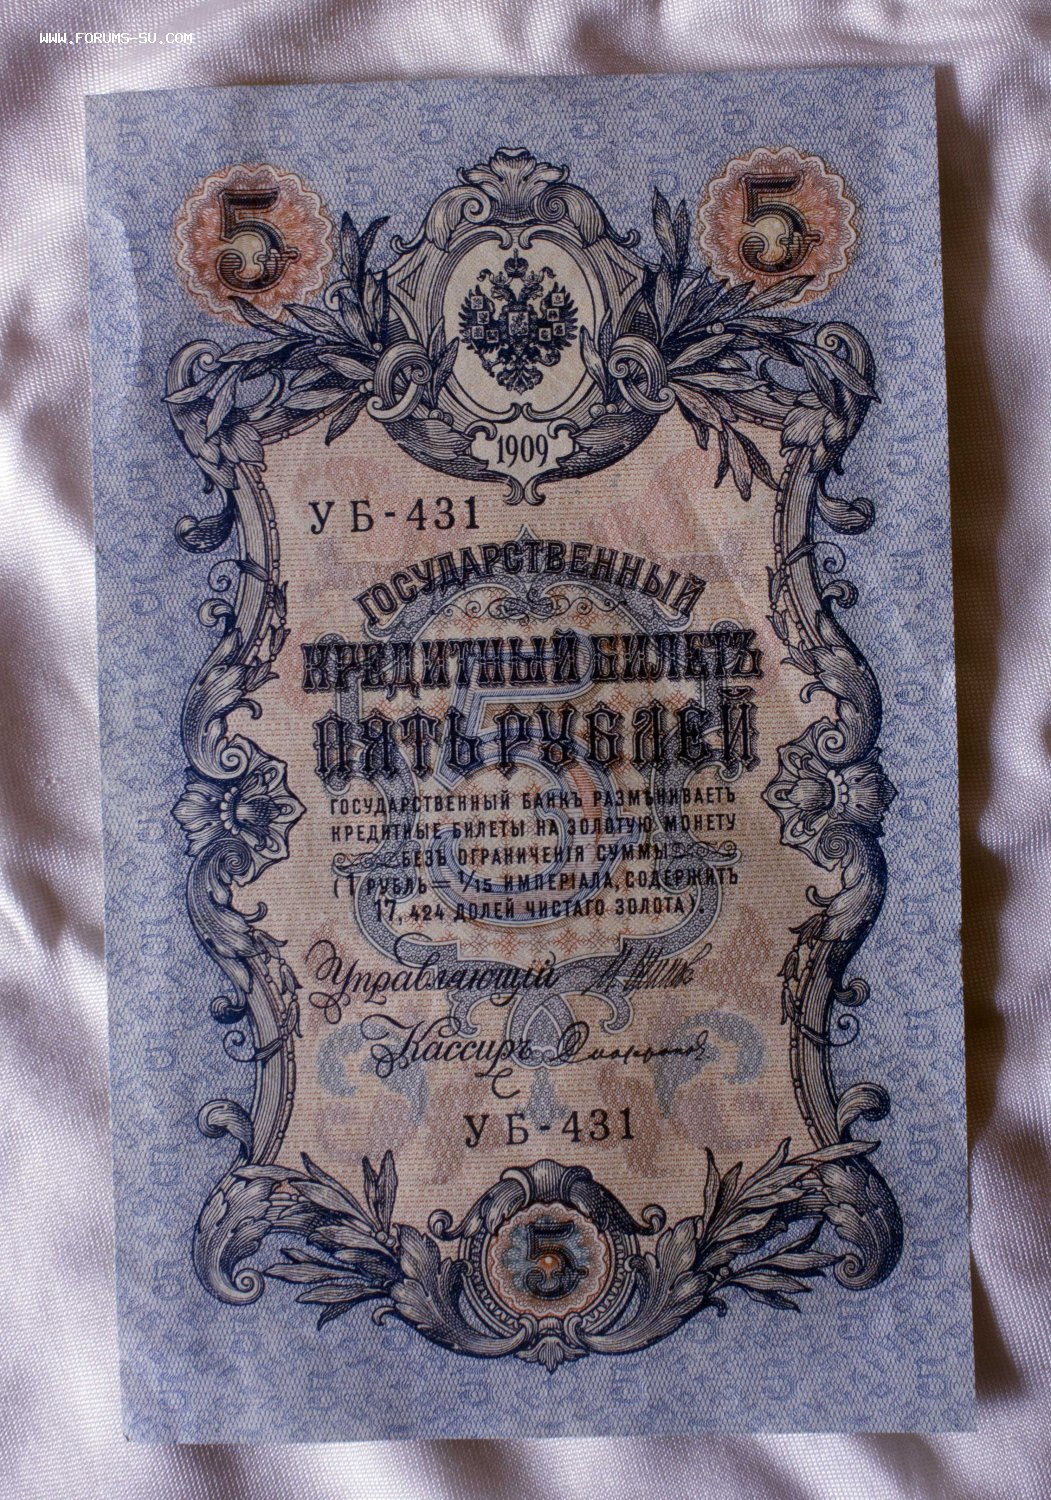 WWW.FORUMS-SU.COM
5 5
1909
УБ-431
ГОСУДАРСТВЕННЫЙ
КРЕДИТНЫЙ БИЛЕТЪ
ПЯТЬ РУБЛЕЙ
ГОСУДАРСТВЕННЫЙ БАНКЪ РАЗМѢНИВАЕТЪ
КРЕДИТНЫЕ БИЛЕТЫ НА ЗОЛОТУЮ МОНЕТУ
БЕЗЪ ОГРАНИЧЕНІЯ СУММЫ
(1 РУБЛЬ = 1/15 ИМПЕРІАЛА, СОДЕРЖИТЪ
17,424 ДОЛЕЙ ЧИСТАГО ЗОЛОТА).
Управляющій
Кассиръ
УБ-431
5